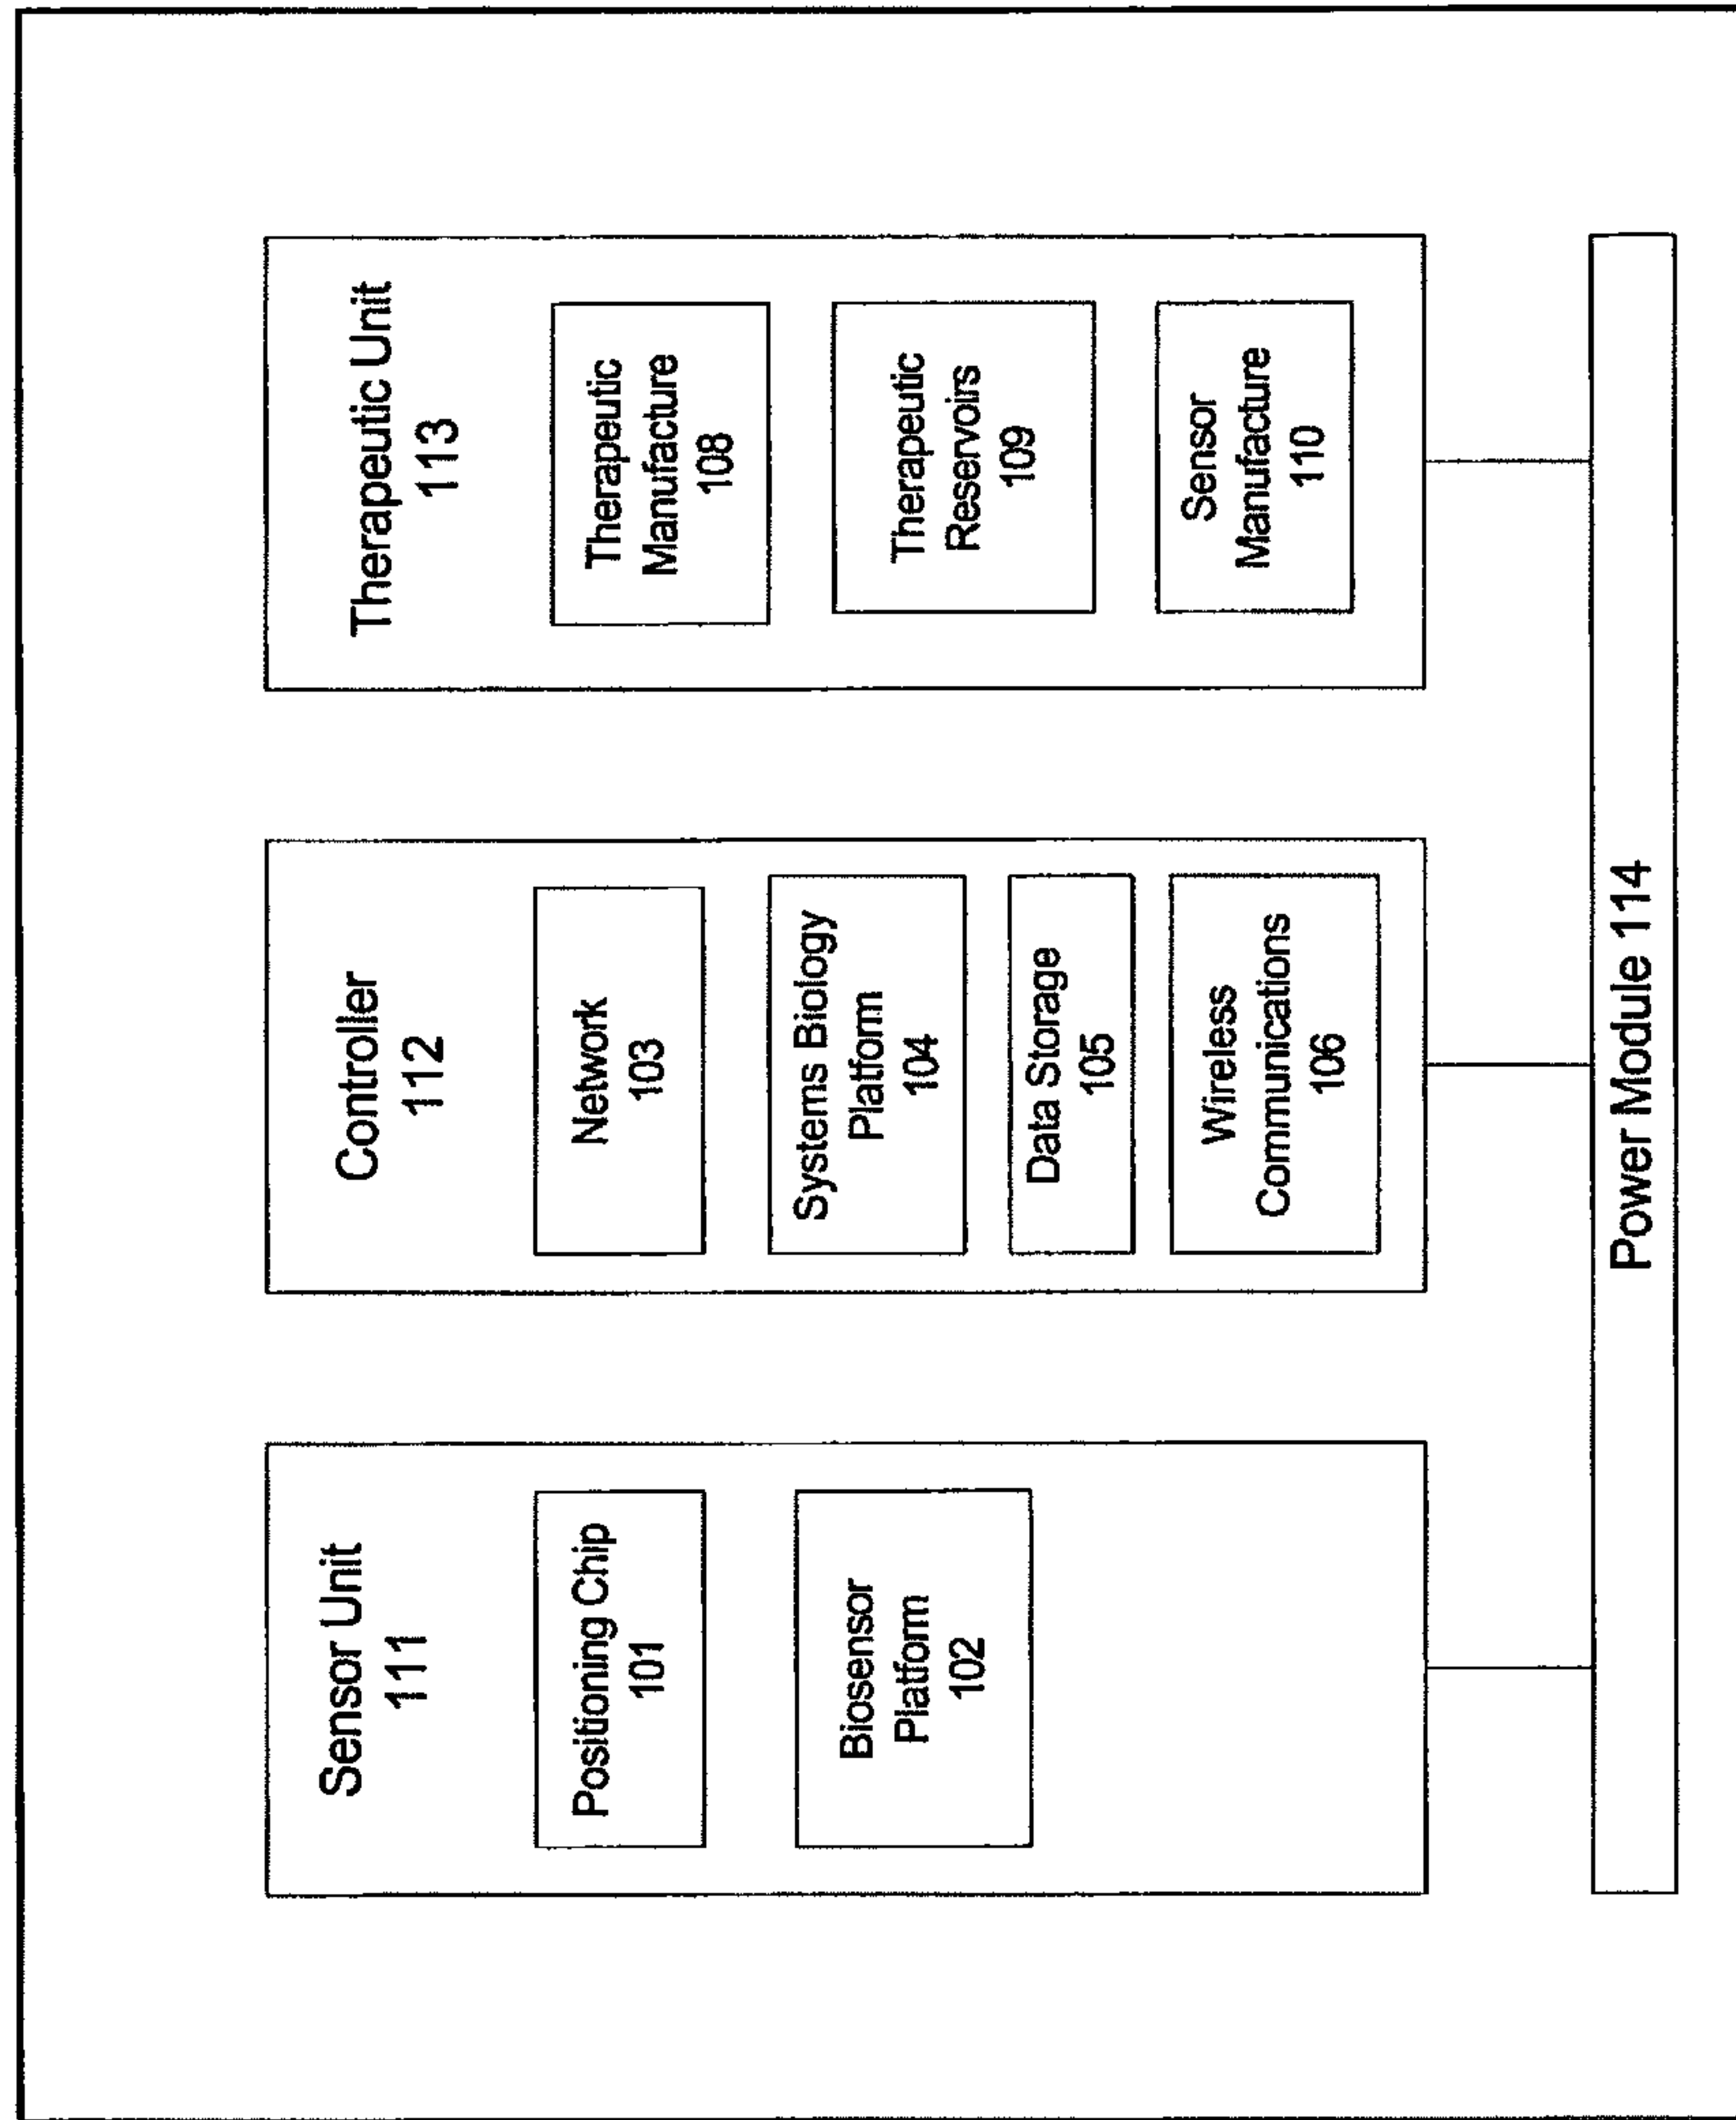 Sensor Unit
111
Positioning Chip
101
Biosensor
Platform
102
Controller
112
Network
103
Systems Biology
Platform
104
Data Storage
105
Wireless
Communications
106
Therapeutic Unit
113
Therapeutic
Manufacture
108
Therapeutic
Reservoirs
109
Sensor
Manufacture
110
Power Module 114